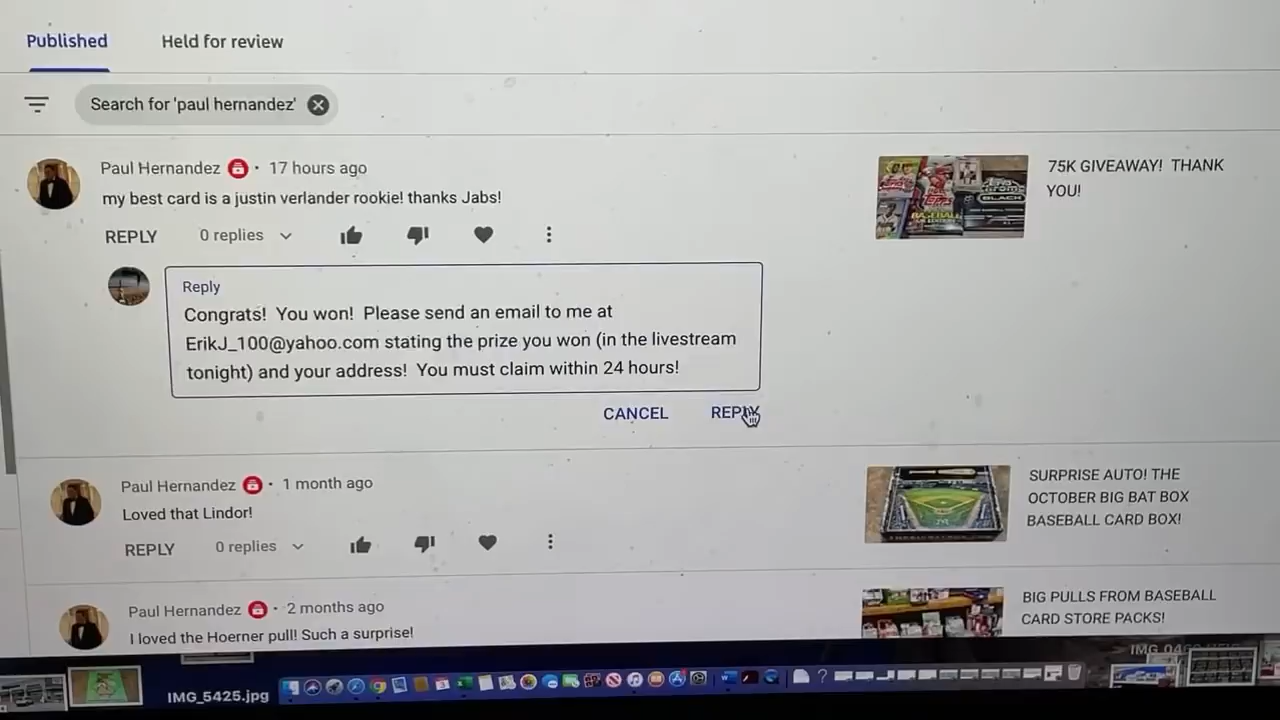 Published
Held for review
Search for 'paul hernandez'
Paul Hernandez · 17 hours ago
my best card is a justin verlander rookie! thanks Jabs!
REPLY
0 replies
75K GIVEAWAY! THANK
YOU!
BASEBALL
BLACK
Reply
Congrats! You won! Please send an email to me at
ErikJ_100@yahoo.com stating the prize you won (in the livestream
tonight) and your address! You must claim within 24 hours!
CANCEL
REPLY
Paul Hernandez · 1 month ago
Loved that Lindor!
REPLY
0 replies
SURPRISE AUTO! THE
OCTOBER BIG BAT BOX
BASEBALL CARD BOX!
Paul Hernandez · 2 months ago
I loved the Hoerner pull! Such a surprise!
BIG PULLS FROM BASEBALL
CARD STORE PACKS!
IMG_5425.jpg